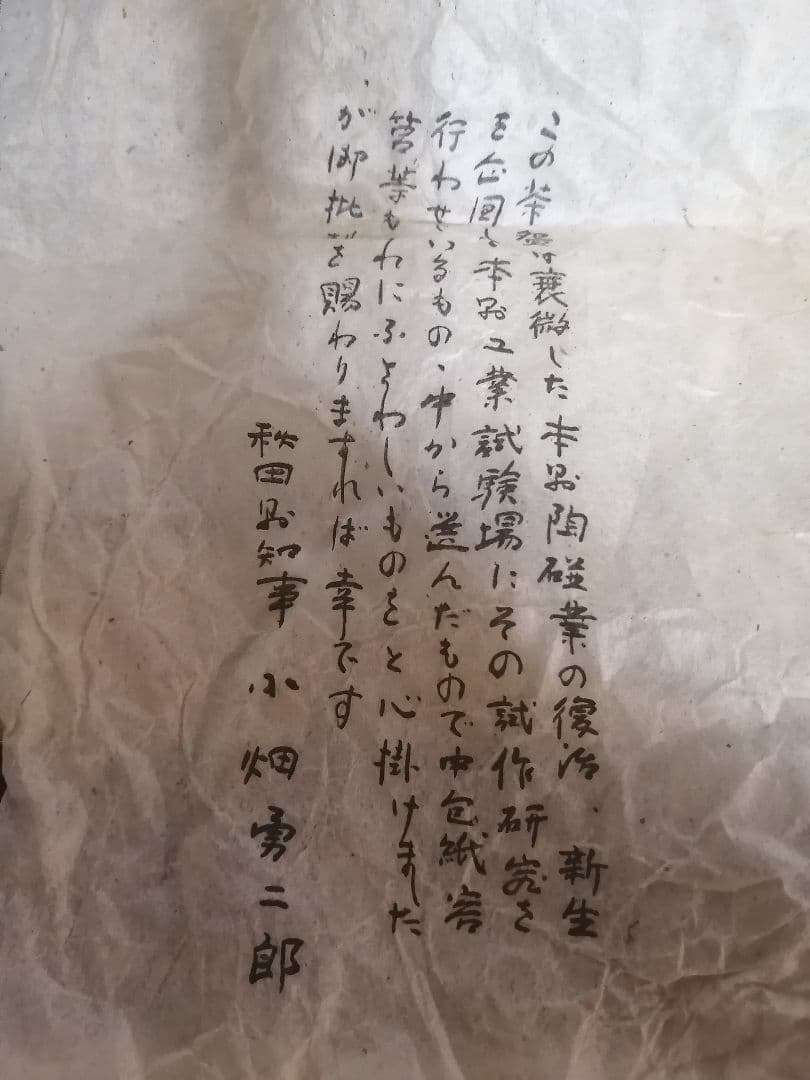 この茶器は衰微した本県陶磁業の復活、新生
を企図し本県工業試験場にその試作研究を
行わせいるもの、中から選んだもので中包紙容
筥葉もれにふさわしいものをと心掛けました
が御批を賜わりますれば幸です
秋田県知事 小畑勇二郎